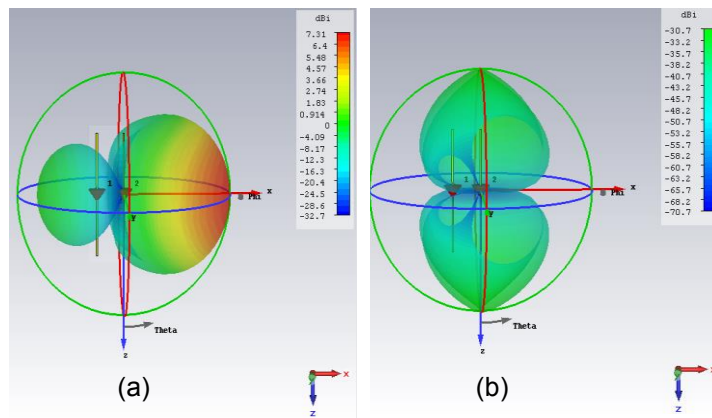 dBi
7.31
6.4
5.48
4.57
3.66
2.74
1.83
0.914
0
-4.09
-8.17
-12.3
-16.3
-20.4
-24.5
-28.6
-32.7
1
2
x
Phi
Y
Theta
z
x
z
(a)
dBi
-30.7
-33.2
-35.7
-38.2
-40.7
-43.2
-45.7
-48.2
-50.7
-53.2
-55.7
-58.2
-60.7
-63.2
-65.7
-68.2
-70.7
1
2
x
Phi
Y
Theta
z
x
z
(b)